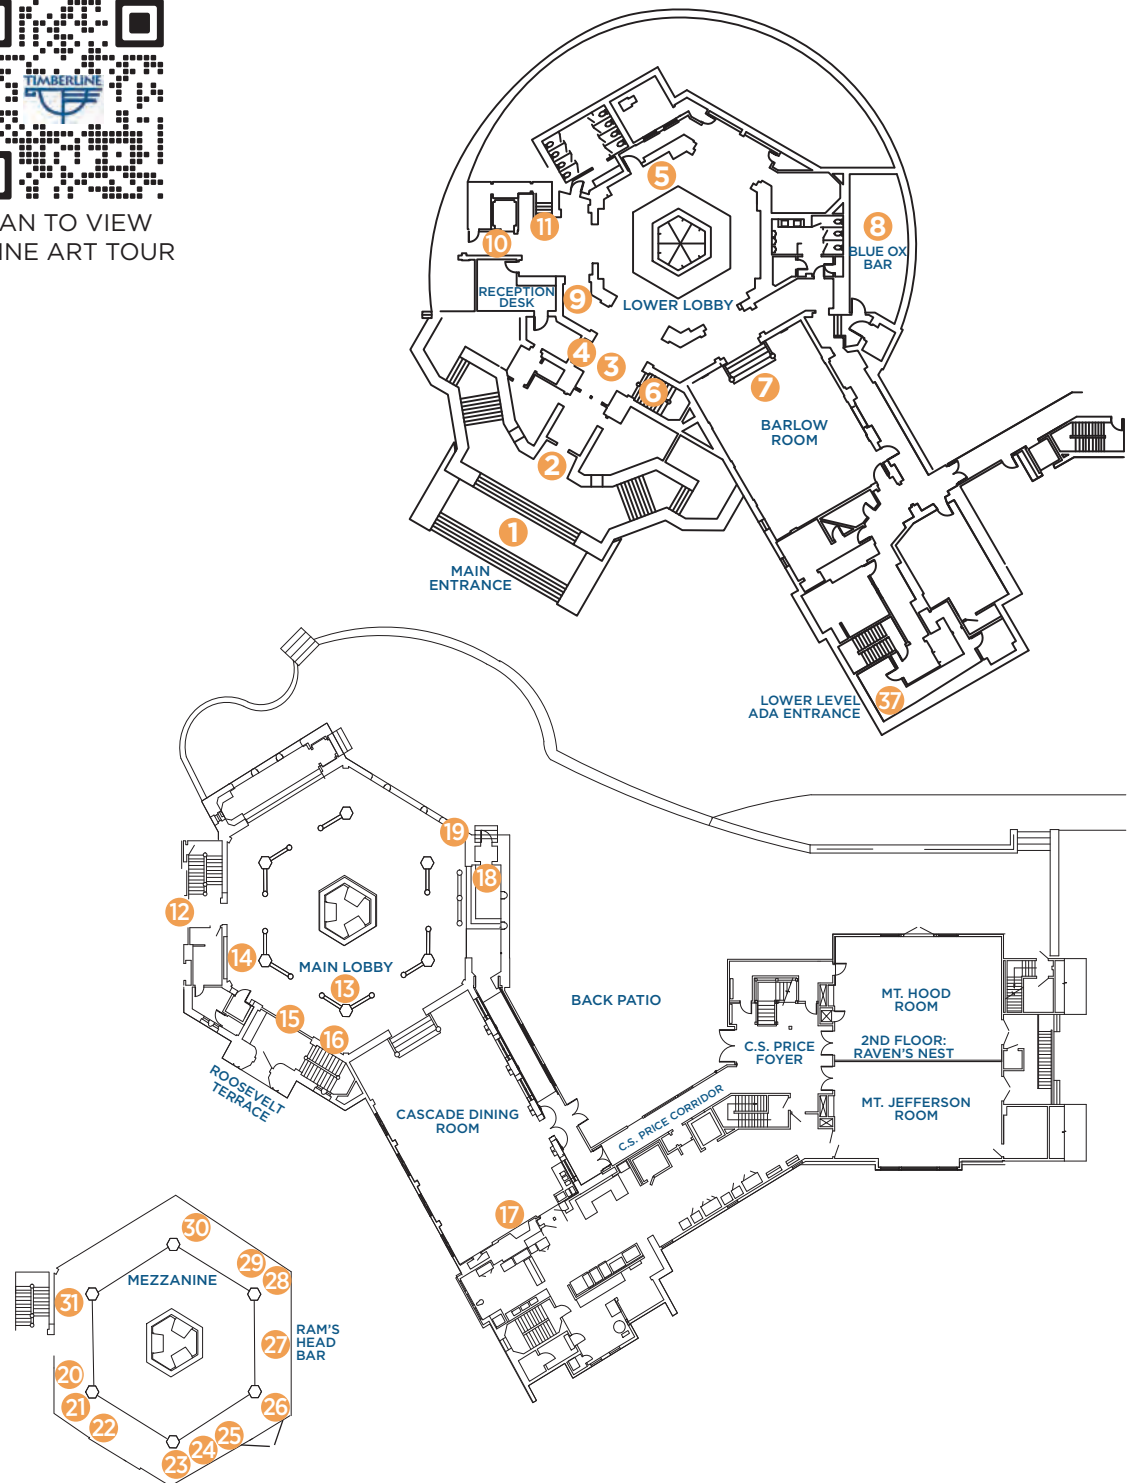 TIMBERLINE
AN TO VIEW
INE ART TOUR
5
11
10
8
BLUE OX
BAR
RECEPTION
DESK
9
LOWER LOBBY
4
3
6
7
BARLOW
ROOM
2
1
MAIN
ENTRANCE
37
LOWER LEVEL
ADA ENTRANCE
19
18
12
14
MAIN LOBBY
13
BACK PATIO
15
16
MT. HOOD
ROOM
2ND FLOOR:
RAVEN'S NEST
C.S. PRICE
FOYER
ROOSEVELT
TERRACE
CASCADE DINING
ROOM
C.S. PRICE CORRIDOR
MT. JEFFERSON
ROOM
17
30
29
28
MEZZANINE
31
27
RAM'S
HEAD
BAR
20
21
22
26
25
24
23